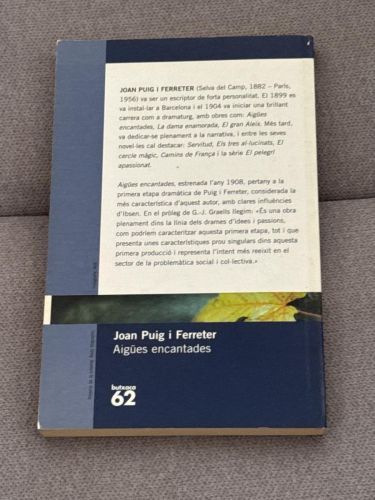 JOAN PUIG I FERRETER (Selva del Camp, 1882 – París,
1956) va ser un escriptor de forta personalitat. El 1899 es
va instal·lar a Barcelona i el 1904 va iniciar una brillant
carrera com a dramaturg, amb obres com: Aigües
encantades, La dama enamorada, El gran Aleix. Més tard,
va dedicar-se plenament a la narrativa, i entre les seves
novel·les cal destacar: Servitud, Els tres al·lucinats, El
cercle màgic, Camins de França i la sèrie El pelegrí
apassionat.
Aigües encantades, estrenada l'any 1908, pertany a la
primera etapa dramàtica de Puig i Ferreter, considerada la
més característica d'aquest autor, amb clares influències
d'Ibsen. En el pròleg de G.-J. Graells llegim: «És una obra
plenament dins la línia dels drames d'idees i passions,
com podríem caracteritzar aquesta primera etapa, tot i que
presenta unes característiques prou singulars dins aquesta
primera producció i representa l'intent més reeixit en el
sector de la problemàtica social i col·lectiva.»
Joan Puig i Ferreter
Aigües encantades
butxaca
62